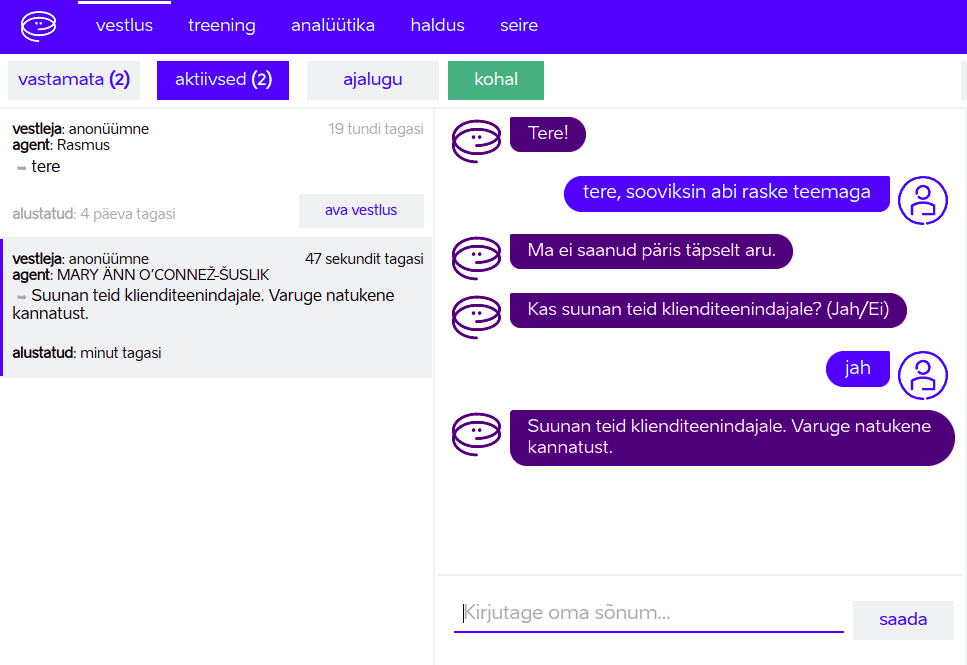 vestlus treening analüütika haldus seire
vastamata (2) aktiivsed (2) ajalugu kohal
vestleja: anonüümne 19 tundi tagasi
agent: Rasmus
➥ tere
alustatud: 4 päeva tagasi ava vestlus
vestleja: anonüümne 47 sekundit tagasi
agent: MARY ÄNN O’CONNEŽ-ŠUSLIK
➥ Suunan teid klienditeenindajale. Varuge natukene
kannatust.
alustatud: minut tagasi
Tere!
tere, sooviksin abi raske teemaga
Ma ei saanud päris täpselt aru.
Kas suunan teid klienditeenindajale? (Jah/Ei)
jah
Suunan teid klienditeenindajale. Varuge natukene
kannatust.
Kirjutage oma sõnum...
saada